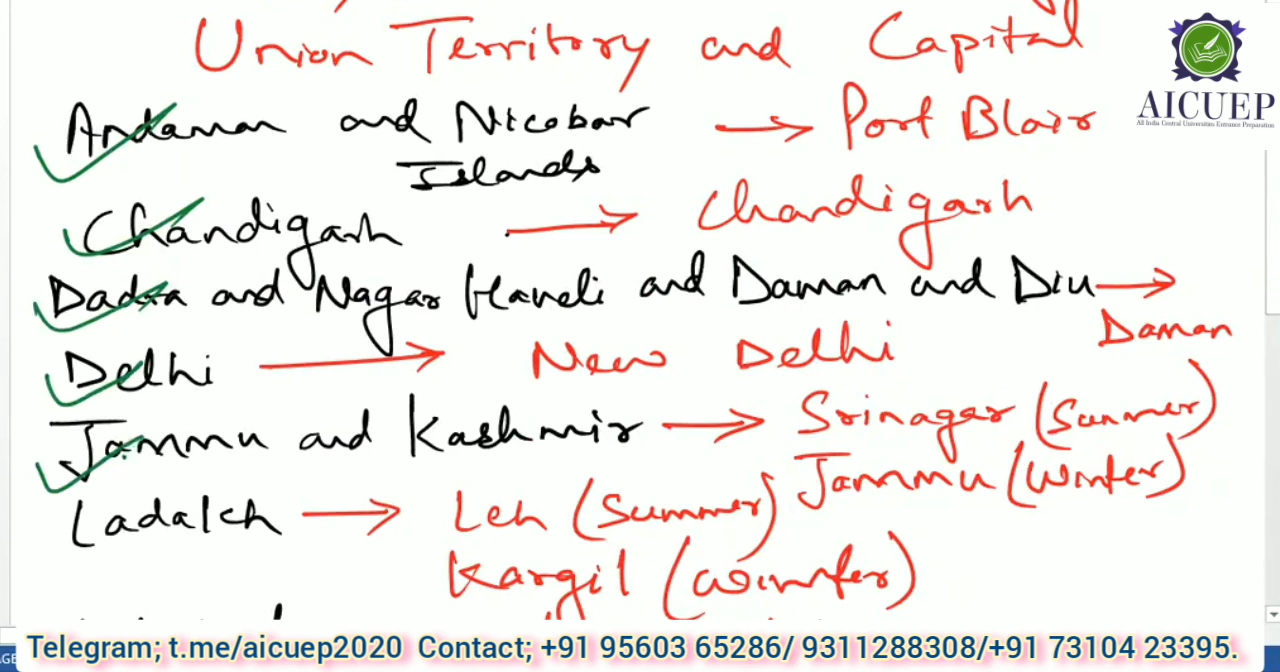 Union Territory and Capital
AICUEP
All India Central Universities Entrance Preparation
Andaman and Nicobar Islands → Port Blair
Chandigarh → Chandigarh
Dadra and Nagar Haveli and Daman and Diu → Daman
Delhi → New Delhi
Jammu and Kashmir → Srinagar (Summer)
Jammu (Winter)
Ladakh → Leh (Summer)
Kargil (Winter)
Telegram; t.me/aicuep2020 Contact; +91 95603 65286/ 9311288308/+91 73104 23395.